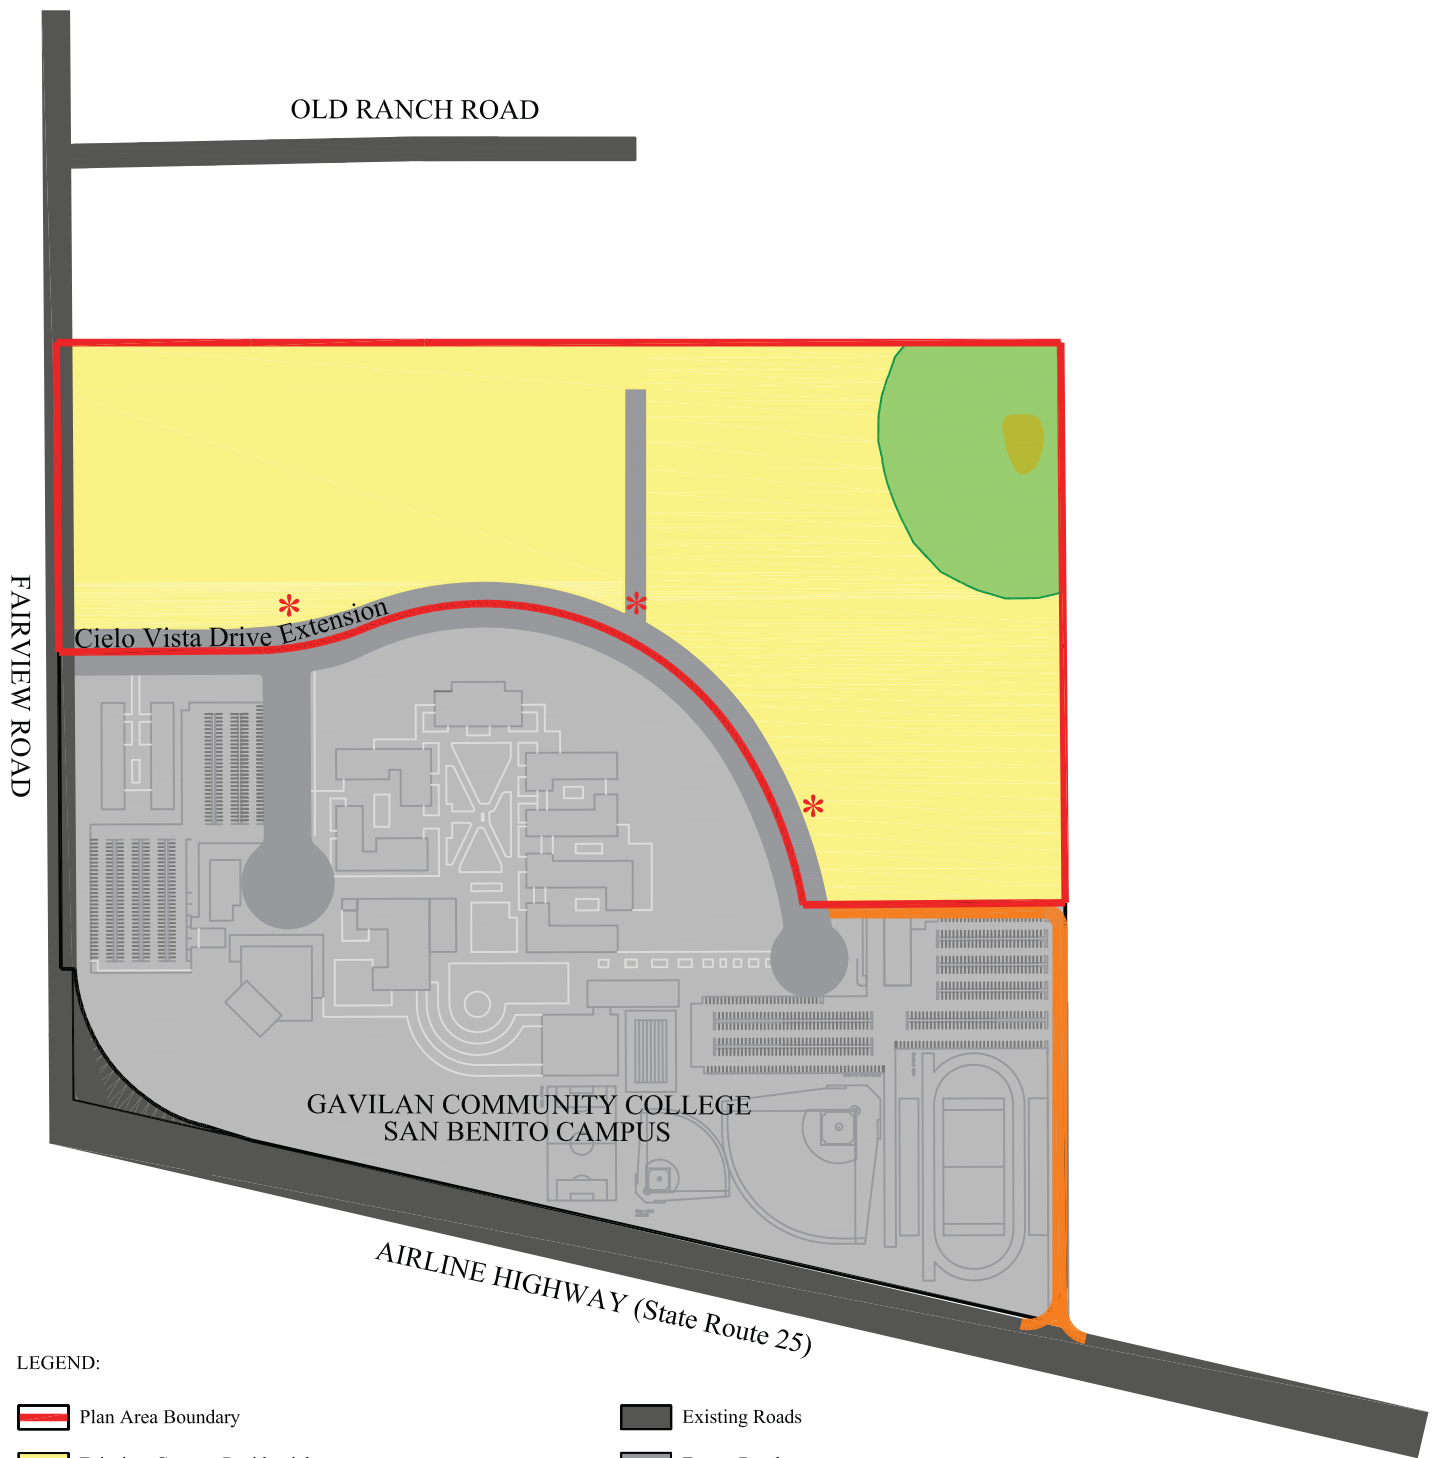 OLD RANCH ROAD
FAIRVIEW ROAD
Cielo Vista Drive Extension
GAVILAN COMMUNITY COLLEGE
SAN BENITO CAMPUS
AIRLINE HIGHWAY (State Route 25)
LEGEND:
Plan Area Boundary
Existing Roads